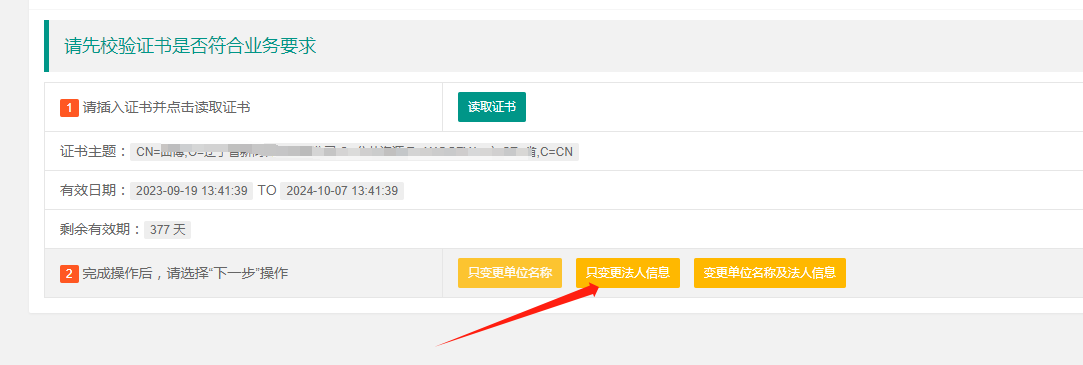 请先校验证书是否符合业务要求
1 请插入证书并点击读取证书 读取证书
证书主题： CN= ,C=CN
有效日期： 2023-09-19 13:41:39 TO 2024-10-07 13:41:39
剩余有效期： 377 天
2 完成操作后，请选择“下一步”操作 只变更单位名称 只变更法人信息 变更单位名称及法人信息